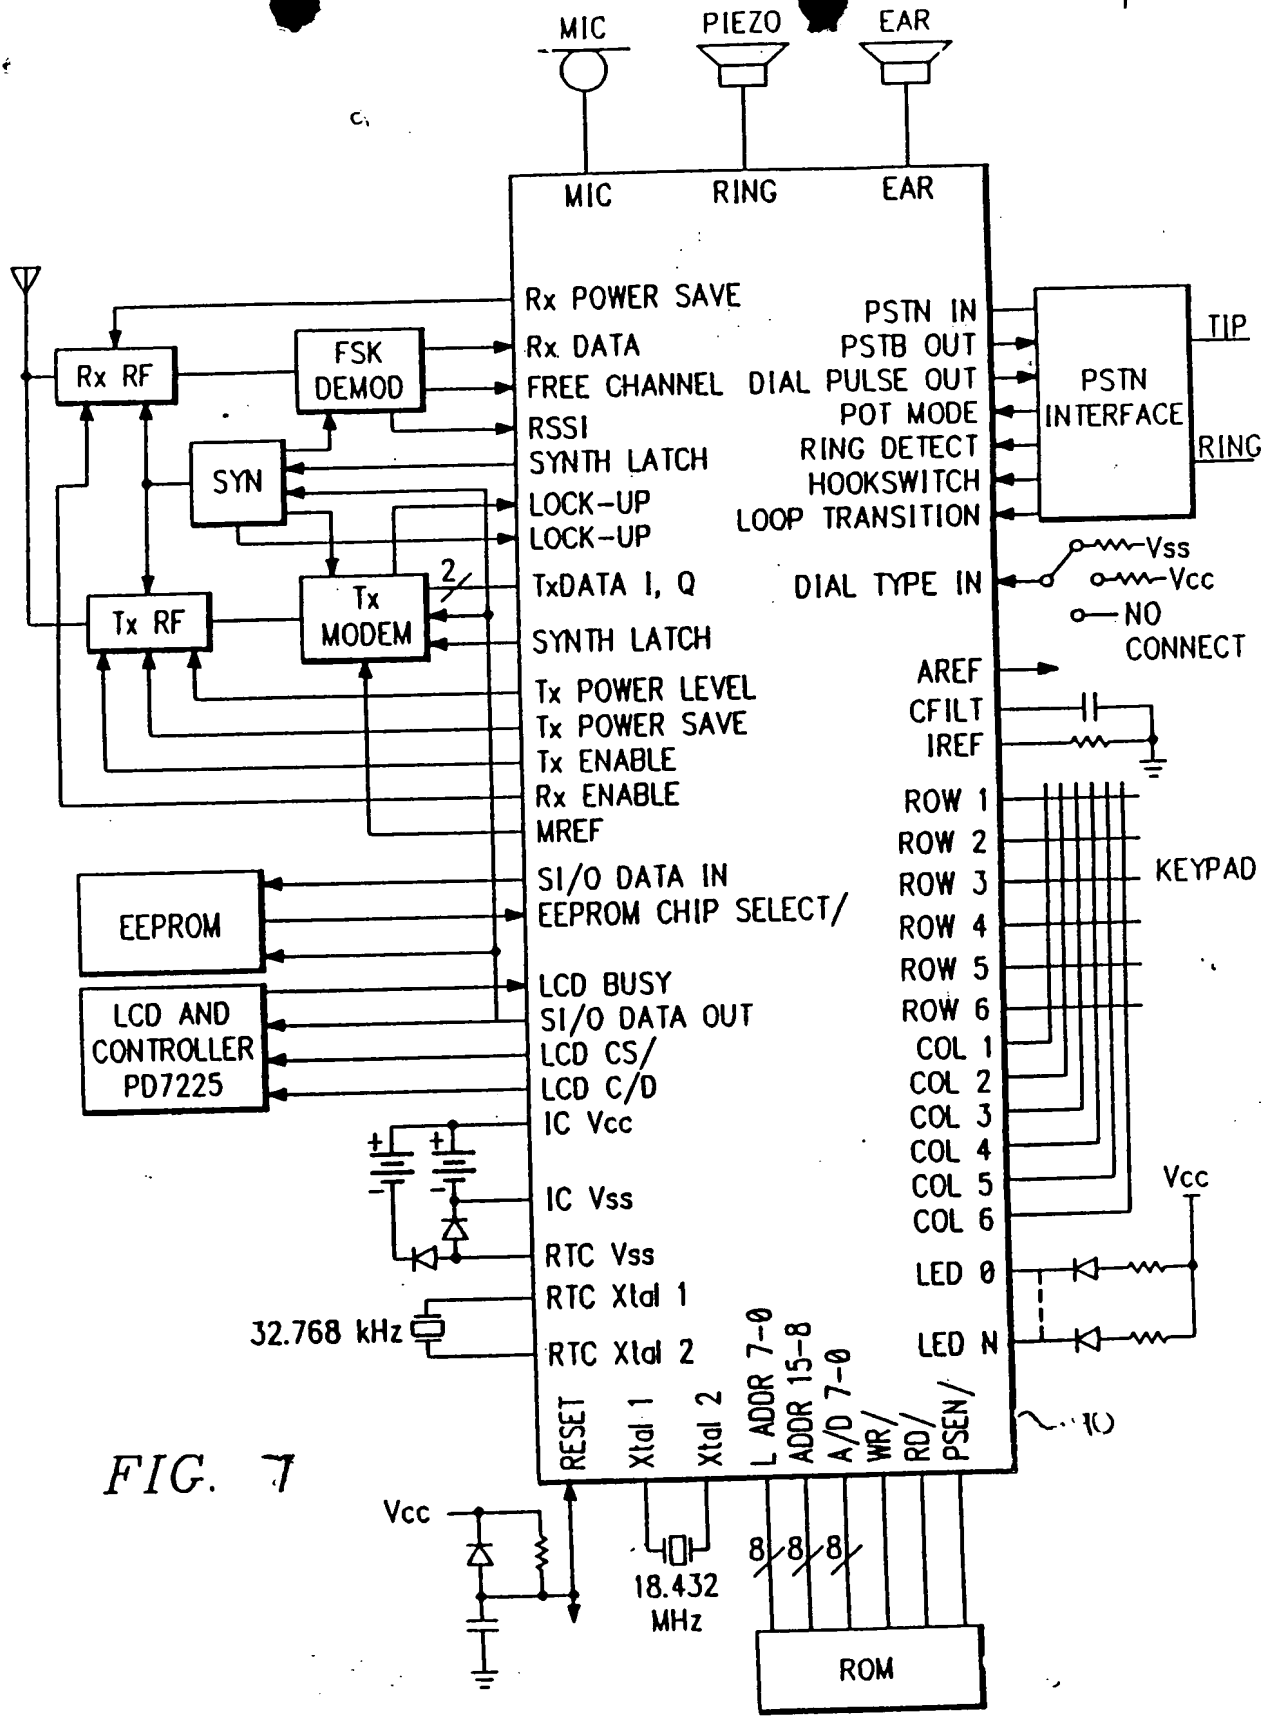 MIC
PIEZO
EAR
MIC
RING
EAR
Rx POWER SAVE
Rx DATA
FREE CHANNEL
RSSI
SYNTH LATCH
LOCK-UP
LOCK-UP
TxDATA I, Q
SYNTH LATCH
Tx POWER LEVEL
Tx POWER SAVE
Tx ENABLE
Rx ENABLE
MREF
SI/O DATA IN
EEPROM CHIP SELECT/
LCD BUSY
SI/O DATA OUT
LCD CS/
LCD C/D
IC Vcc
IC Vss
RTC Vss
RTC Xtal 1
RTC Xtal 2
Rx RF
FSK
DEMOD
SYN
Tx RF
Tx
MODEM
2
EEPROM
LCD AND
CONTROLLER
PD7225
+
+
-
-
32.768 kHz
PSTN IN
PSTB OUT
DIAL PULSE OUT
POT MODE
RING DETECT
HOOKSWITCH
LOOP TRANSITION
DIAL TYPE IN
AREF
CFILT
IREF
ROW 1
ROW 2
ROW 3
ROW 4
ROW 5
ROW 6
COL 1
COL 2
COL 3
COL 4
COL 5
COL 6
LED 0
LED N
PSTN
INTERFACE
TIP
RING
Vss
Vcc
NO
CONNECT
KEYPAD
Vcc
RESET
Xtal 1
Xtal 2
L ADDR 7-0
ADDR 15-8
A/D 7-0
WR/
RD/
PSEN/
10
FIG. 7
Vcc
18.432
MHz
8
8
8
ROM